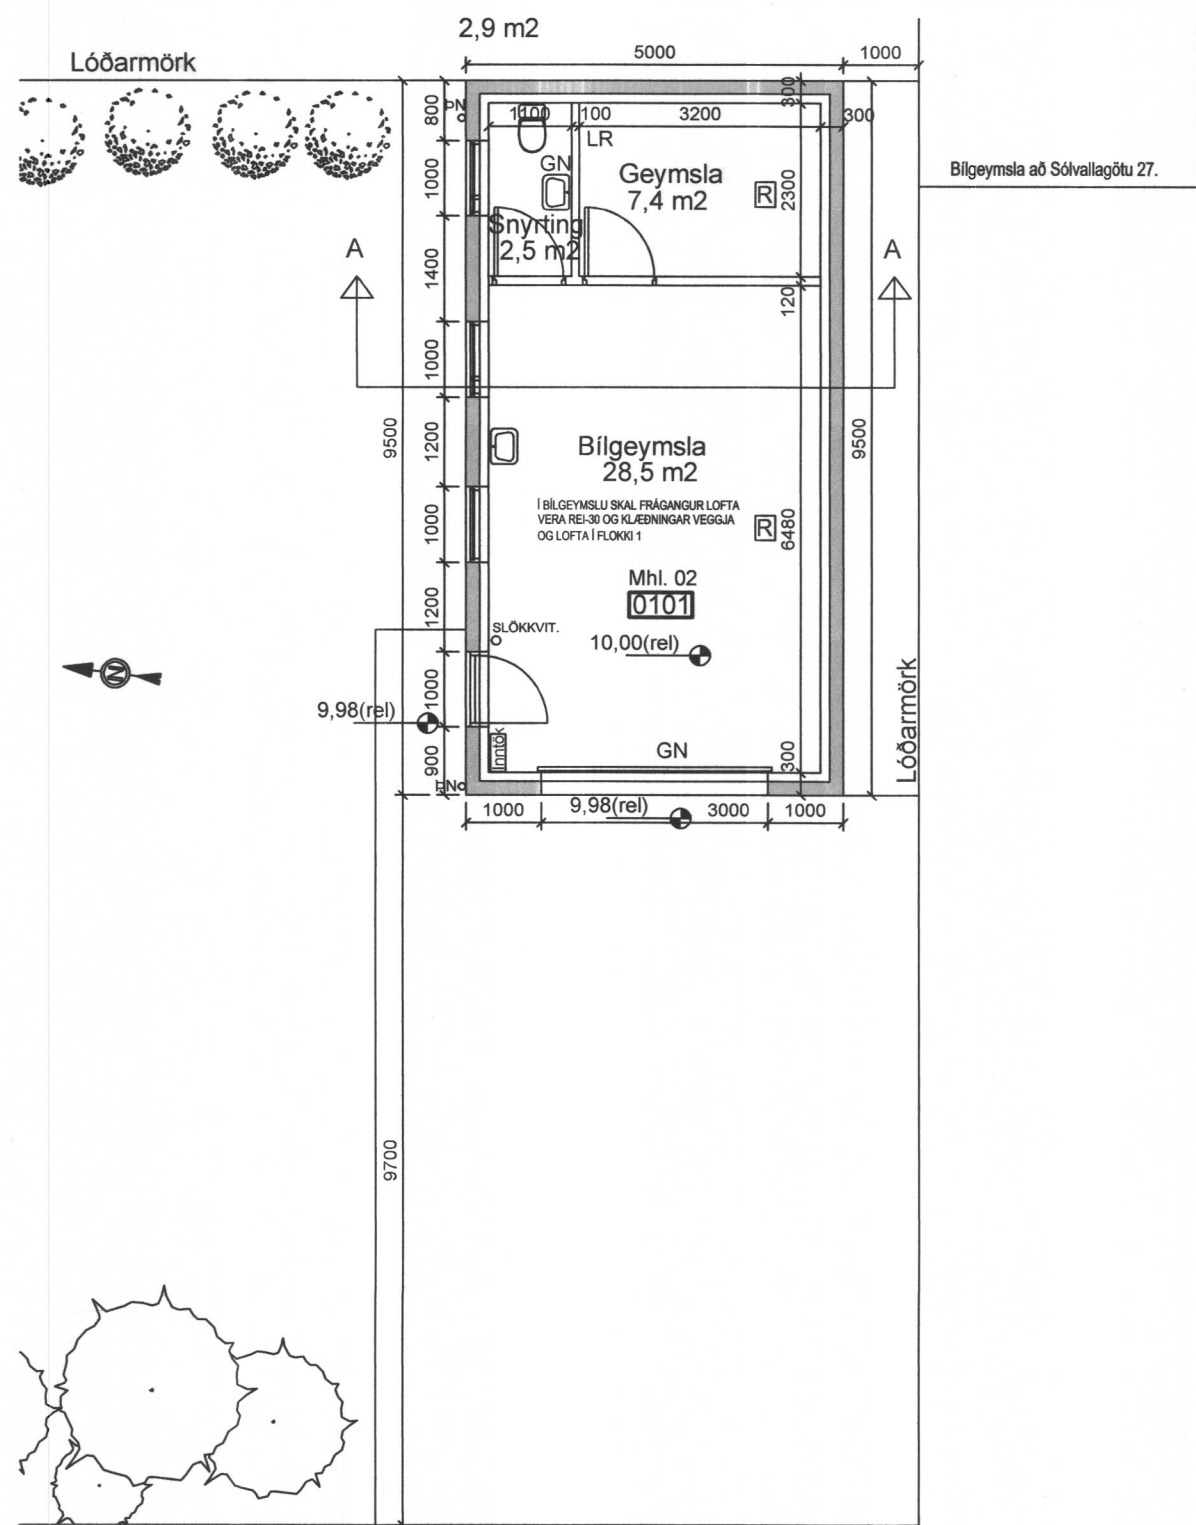 2,9 m2
Lóðarmörk
5000
1000
800
ÞN
300
1100
100
3200
300
LR
GN
Geymsla
7,4 m2
R
2300
Bílgeymsla að Sólvallagötu 27.
1000
Snyrting
2,5 m2
A
A
1400
120
1000
9500
1200
Bílgeymsla
28,5 m2
9500
Í BÍLGEYMSLU SKAL FRÁGANGUR LOFTA
VERA REI-30 OG KLÆÐNINGAR VEGGJA
OG LOFTA Í FLOKKI 1
R
6480
1000
Mhl. 02
0101
1200
SLÖKKVIT.
10,00(rel)
N
1000
9,98(rel)
Lóðarmörk
900
Inntök
GN
300
ÞN
1000
9,98(rel)
3000
1000
9700